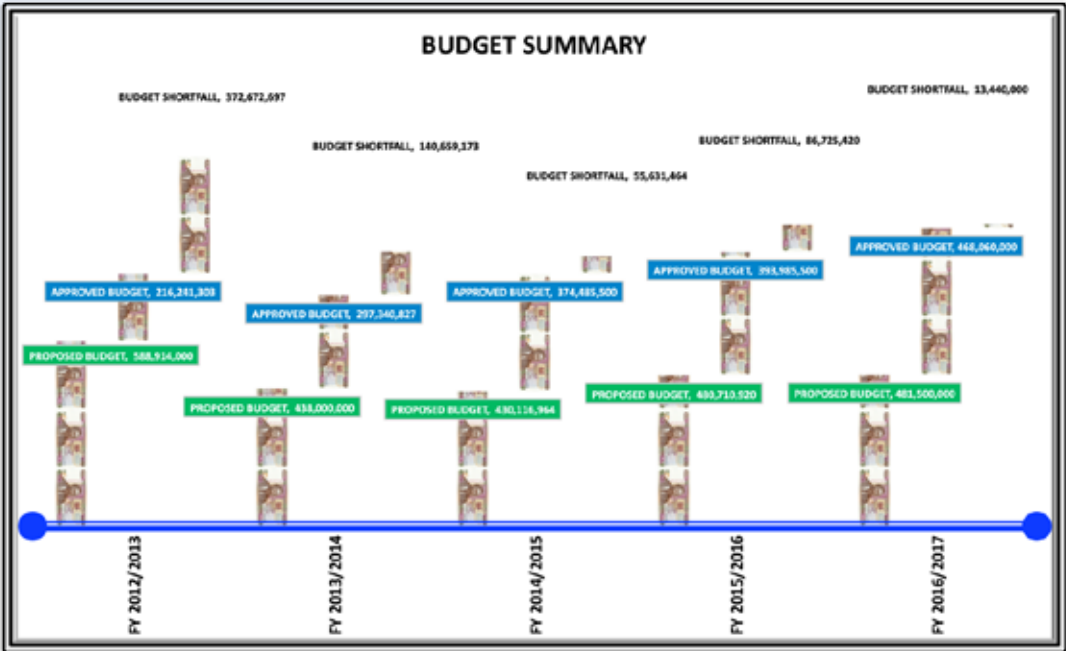 BUDGET SUMMARY
BUDGET SHORTFALL, 13,440,000
BUDGET SHORTFALL, 372,672,697
BUDGET SHORTFALL, 86,725,420
BUDGET SHORTFALL, 140,659,173
BUDGET SHORTFALL, 55,631,464
APPROVED BUDGET, 468,060,000
APPROVED BUDGET, 393,985,500
APPROVED BUDGET, 216,241,303
APPROVED BUDGET, 374,485,500
APPROVED BUDGET, 297,340,827
PROPOSED BUDGET, 588,914,000
PROPOSED BUDGET, 480,710,920
PROPOSED BUDGET, 481,500,000
PROPOSED BUDGET, 438,000,000
PROPOSED BUDGET, 430,116,964
FY 2012/2013
FY 2013/2014
FY 2014/2015
FY 2015/2016
FY 2016/2017